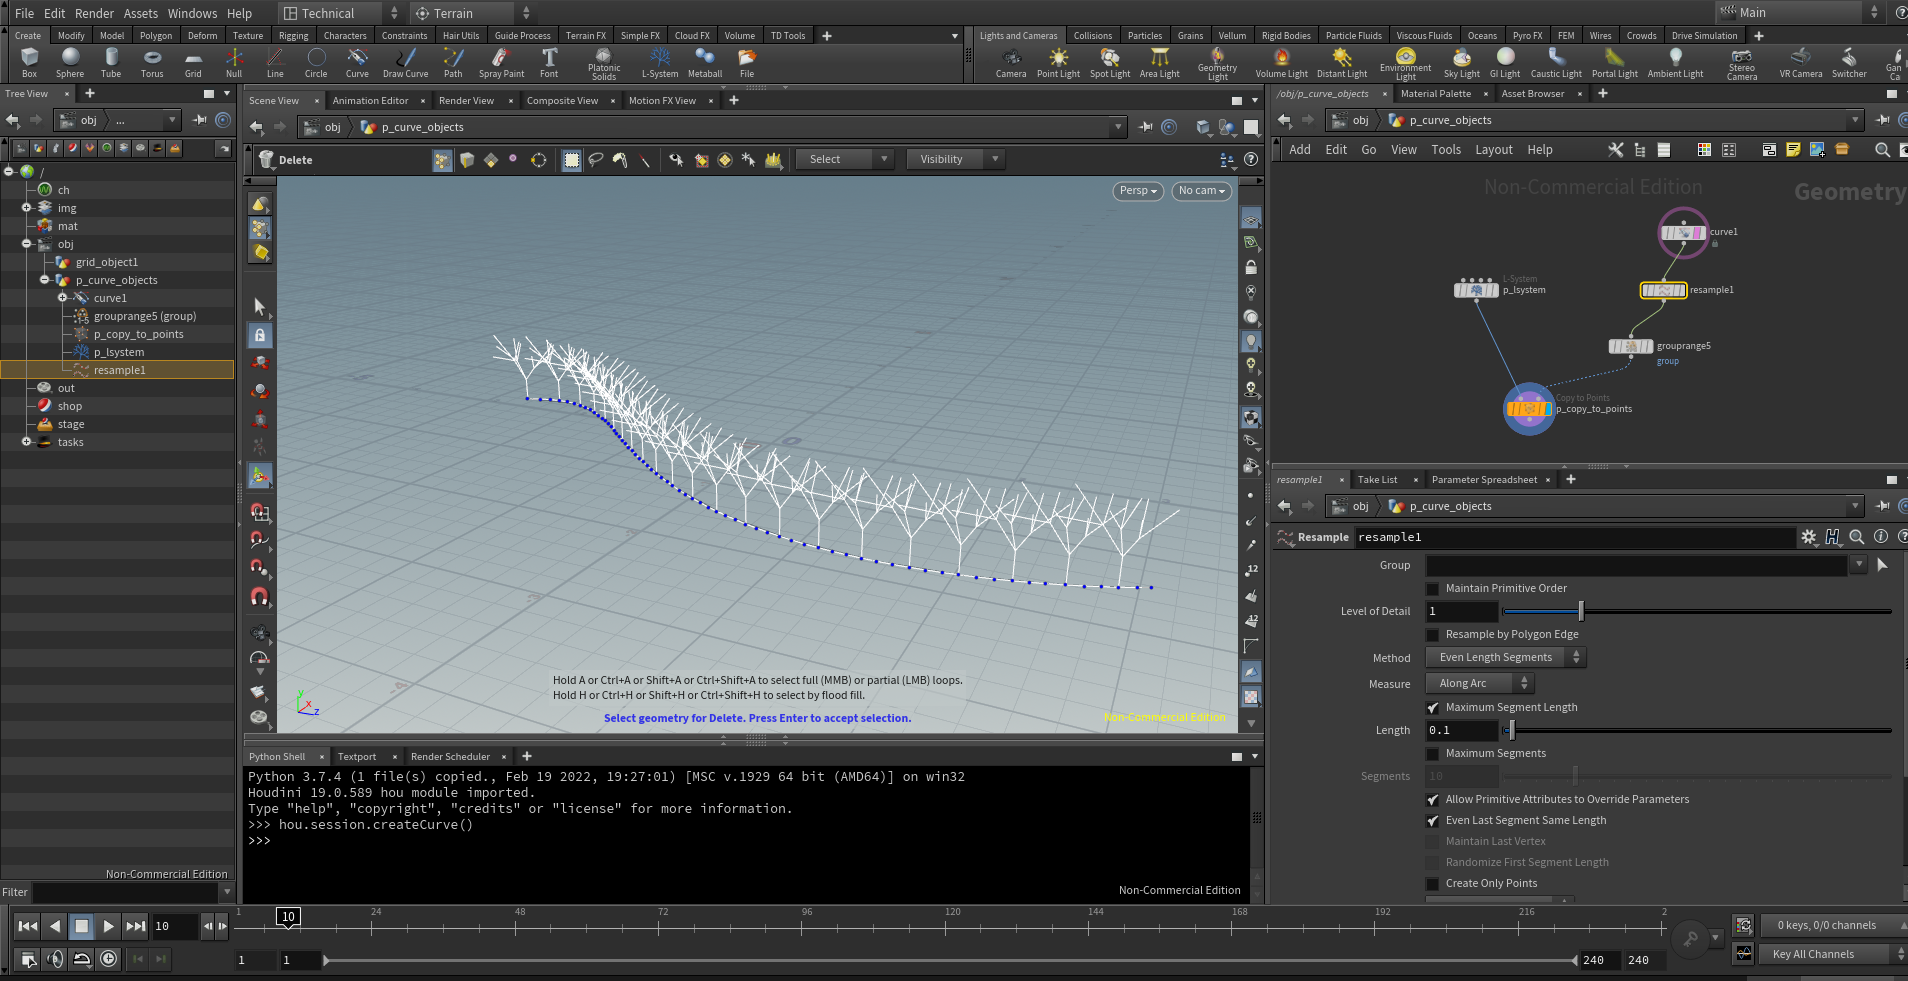 File Edit Render Assets Windows Help Technical Terrain Main
Create Modify Model Polygon Deform Texture Rigging Characters Constraints Hair Utils Guide Process Terrain FX Simple FX Cloud FX Volume TD Tools
Lights and Cameras Collisions Particles Grains Vellum Rigid Bodies Particle Fluids Viscous Fluids Oceans Pyro FX FEM Wires Crowds Drive Simulation
Box Sphere Tube Torus Grid Null Line Circle Curve Draw Curve Path Spray Paint Font Platonic Solids L-System Metaball File
Camera Point Light Spot Light Area Light Geometry Light Volume Light Distant Light Environment Light Sky Light GI Light Caustic Light Portal Light Ambient Light Stereo Camera VR Camera Switcher Gan Ca
Tree View
obj ...
/
ch
img
mat
obj
grid_object1
p_curve_objects
curve1
grouprange5 (group)
p_copy_to_points
p_lsystem
resample1
out
shop
stage
tasks
Non-Commercial Edition
Filter
Scene View Animation Editor Render View Composite View Motion FX View
obj p_curve_objects
Delete Select Visibility
Persp No cam
12
12
Hold A or Ctrl+A or Shift+A or Ctrl+Shift+A to select full (MMB) or partial (LMB) loops.
Hold H or Ctrl+H or Shift+H or Ctrl+Shift+H to select by flood fill.
Select geometry for Delete. Press Enter to accept selection.
Non-Commercial Edition
y
x
z
Python Shell Textport Render Scheduler
Python 3.7.4 (1 file(s) copied., Feb 19 2022, 19:27:01) [MSC v.1929 64 bit (AMD64)] on win32
Houdini 19.0.589 hou module imported.
Type "help", "copyright", "credits" or "license" for more information.
>>> hou.session.createCurve()
>>>
Non-Commercial Edition
/obj/p_curve_objects Material Palette Asset Browser
obj p_curve_objects
Add Edit Go View Tools Layout Help
Non-Commercial Edition
Geometry
curve1
L-System
p_lsystem
resample1
grouprange5
group
Copy to Points
p_copy_to_points
resample1 Take List Parameter Spreadsheet
obj p_curve_objects
Resample resample1
Group
Maintain Primitive Order
Level of Detail 1
Resample by Polygon Edge
Method Even Length Segments
Measure Along Arc
Maximum Segment Length
Length 0.1
Maximum Segments
Segments 10
Allow Primitive Attributes to Override Parameters
Even Last Segment Same Length
Maintain Last Vertex
Randomize First Segment Length
Create Only Points
10 1 10 24 48 72 96 120 144 168 192 216 2
0 keys, 0/0 channels
1 1 240 240
Key All Channels